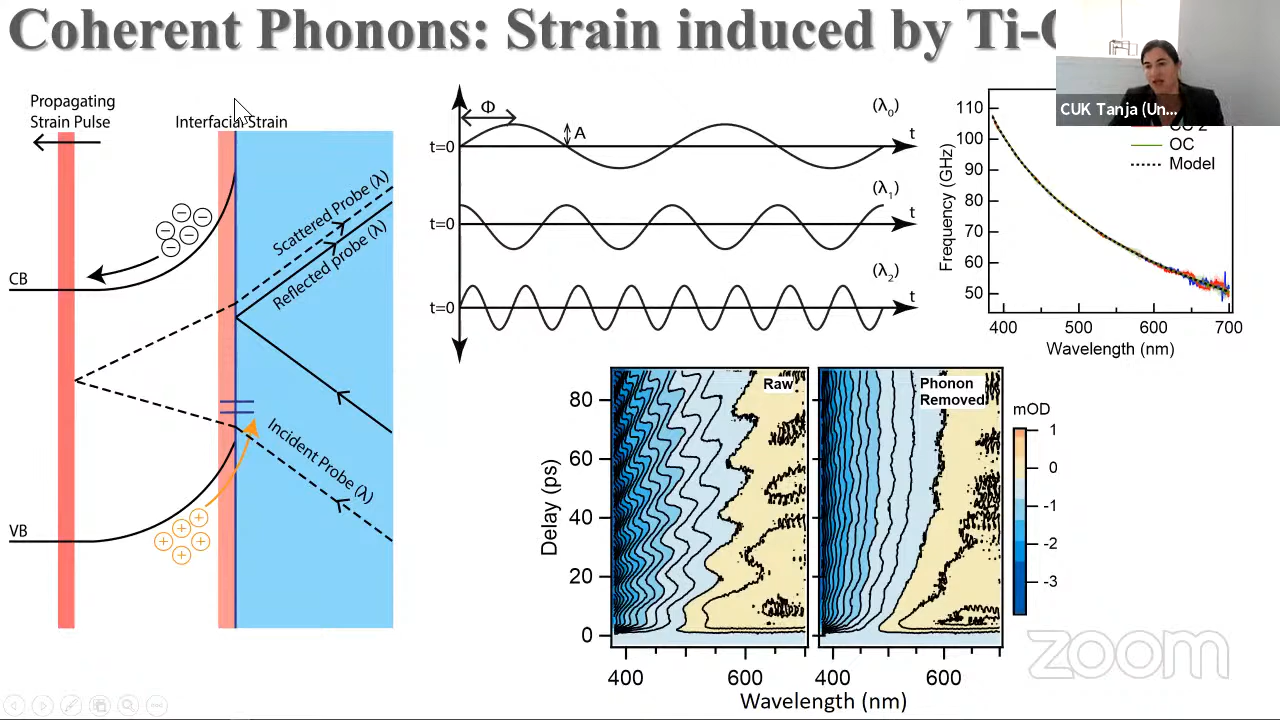 Coherent Phonons: Strain induced by Ti-
CUK Tanja (Un...
Propagating
Strain Pulse
Interfacial Strain
CB
VB
Scattered Probe (λ)
Reflected probe (λ)
Incident Probe (λ)
Φ
A
(λ0)
t=0
t
(λ1)
t=0
t
(λ2)
t=0
t
Frequency (GHz)
110
100
90
80
70
60
50
OC
Model
400
500
600
700
Wavelength (nm)
Raw
Phonon
Removed
Delay (ps)
80
60
40
20
0
400
600
400
600
Wavelength (nm)
mOD
1
0
-1
-2
-3
zoom